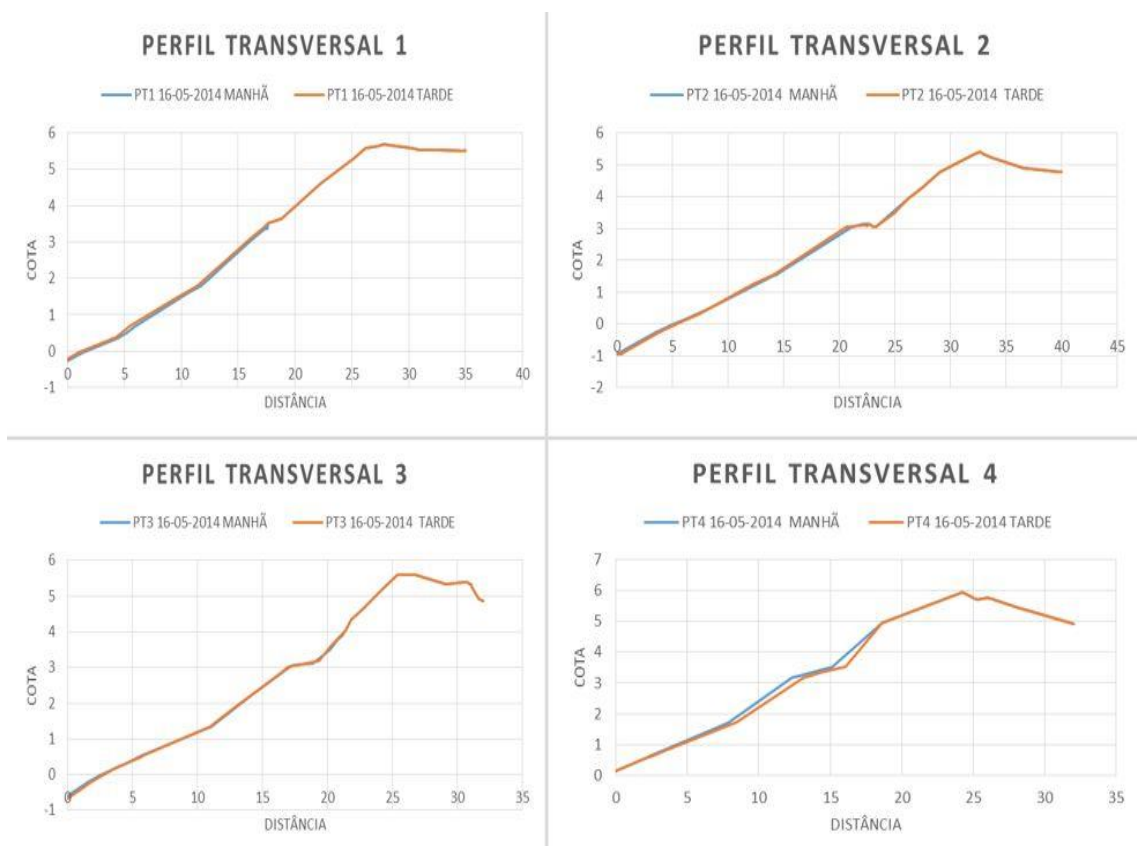 PERFIL TRANSVERSAL 1
PT1 16-05-2014 MANHÃ PT1 16-05-2014 TARDE
6
5
4
3
2
1
0
-1
0 5 10 15 20 25 30 35 40
COTA
DISTÂNCIA
PERFIL TRANSVERSAL 2
PT2 16-05-2014 MANHÃ PT2 16-05-2014 TARDE
6
5
4
3
2
1
0
-1
-2
0 5 10 15 20 25 30 35 40 45
COTA
DISTÂNCIA
PERFIL TRANSVERSAL 3
PT3 16-05-2014 MANHÃ PT3 16-05-2014 TARDE
6
5
4
3
2
1
0
-1
0 5 10 15 20 25 30 35
COTA
DISTÂNCIA
PERFIL TRANSVERSAL 4
PT4 16-05-2014 MANHÃ PT4 16-05-2014 TARDE
7
6
5
4
3
2
1
0
0 5 10 15 20 25 30 35
COTA
DISTÂNCIA